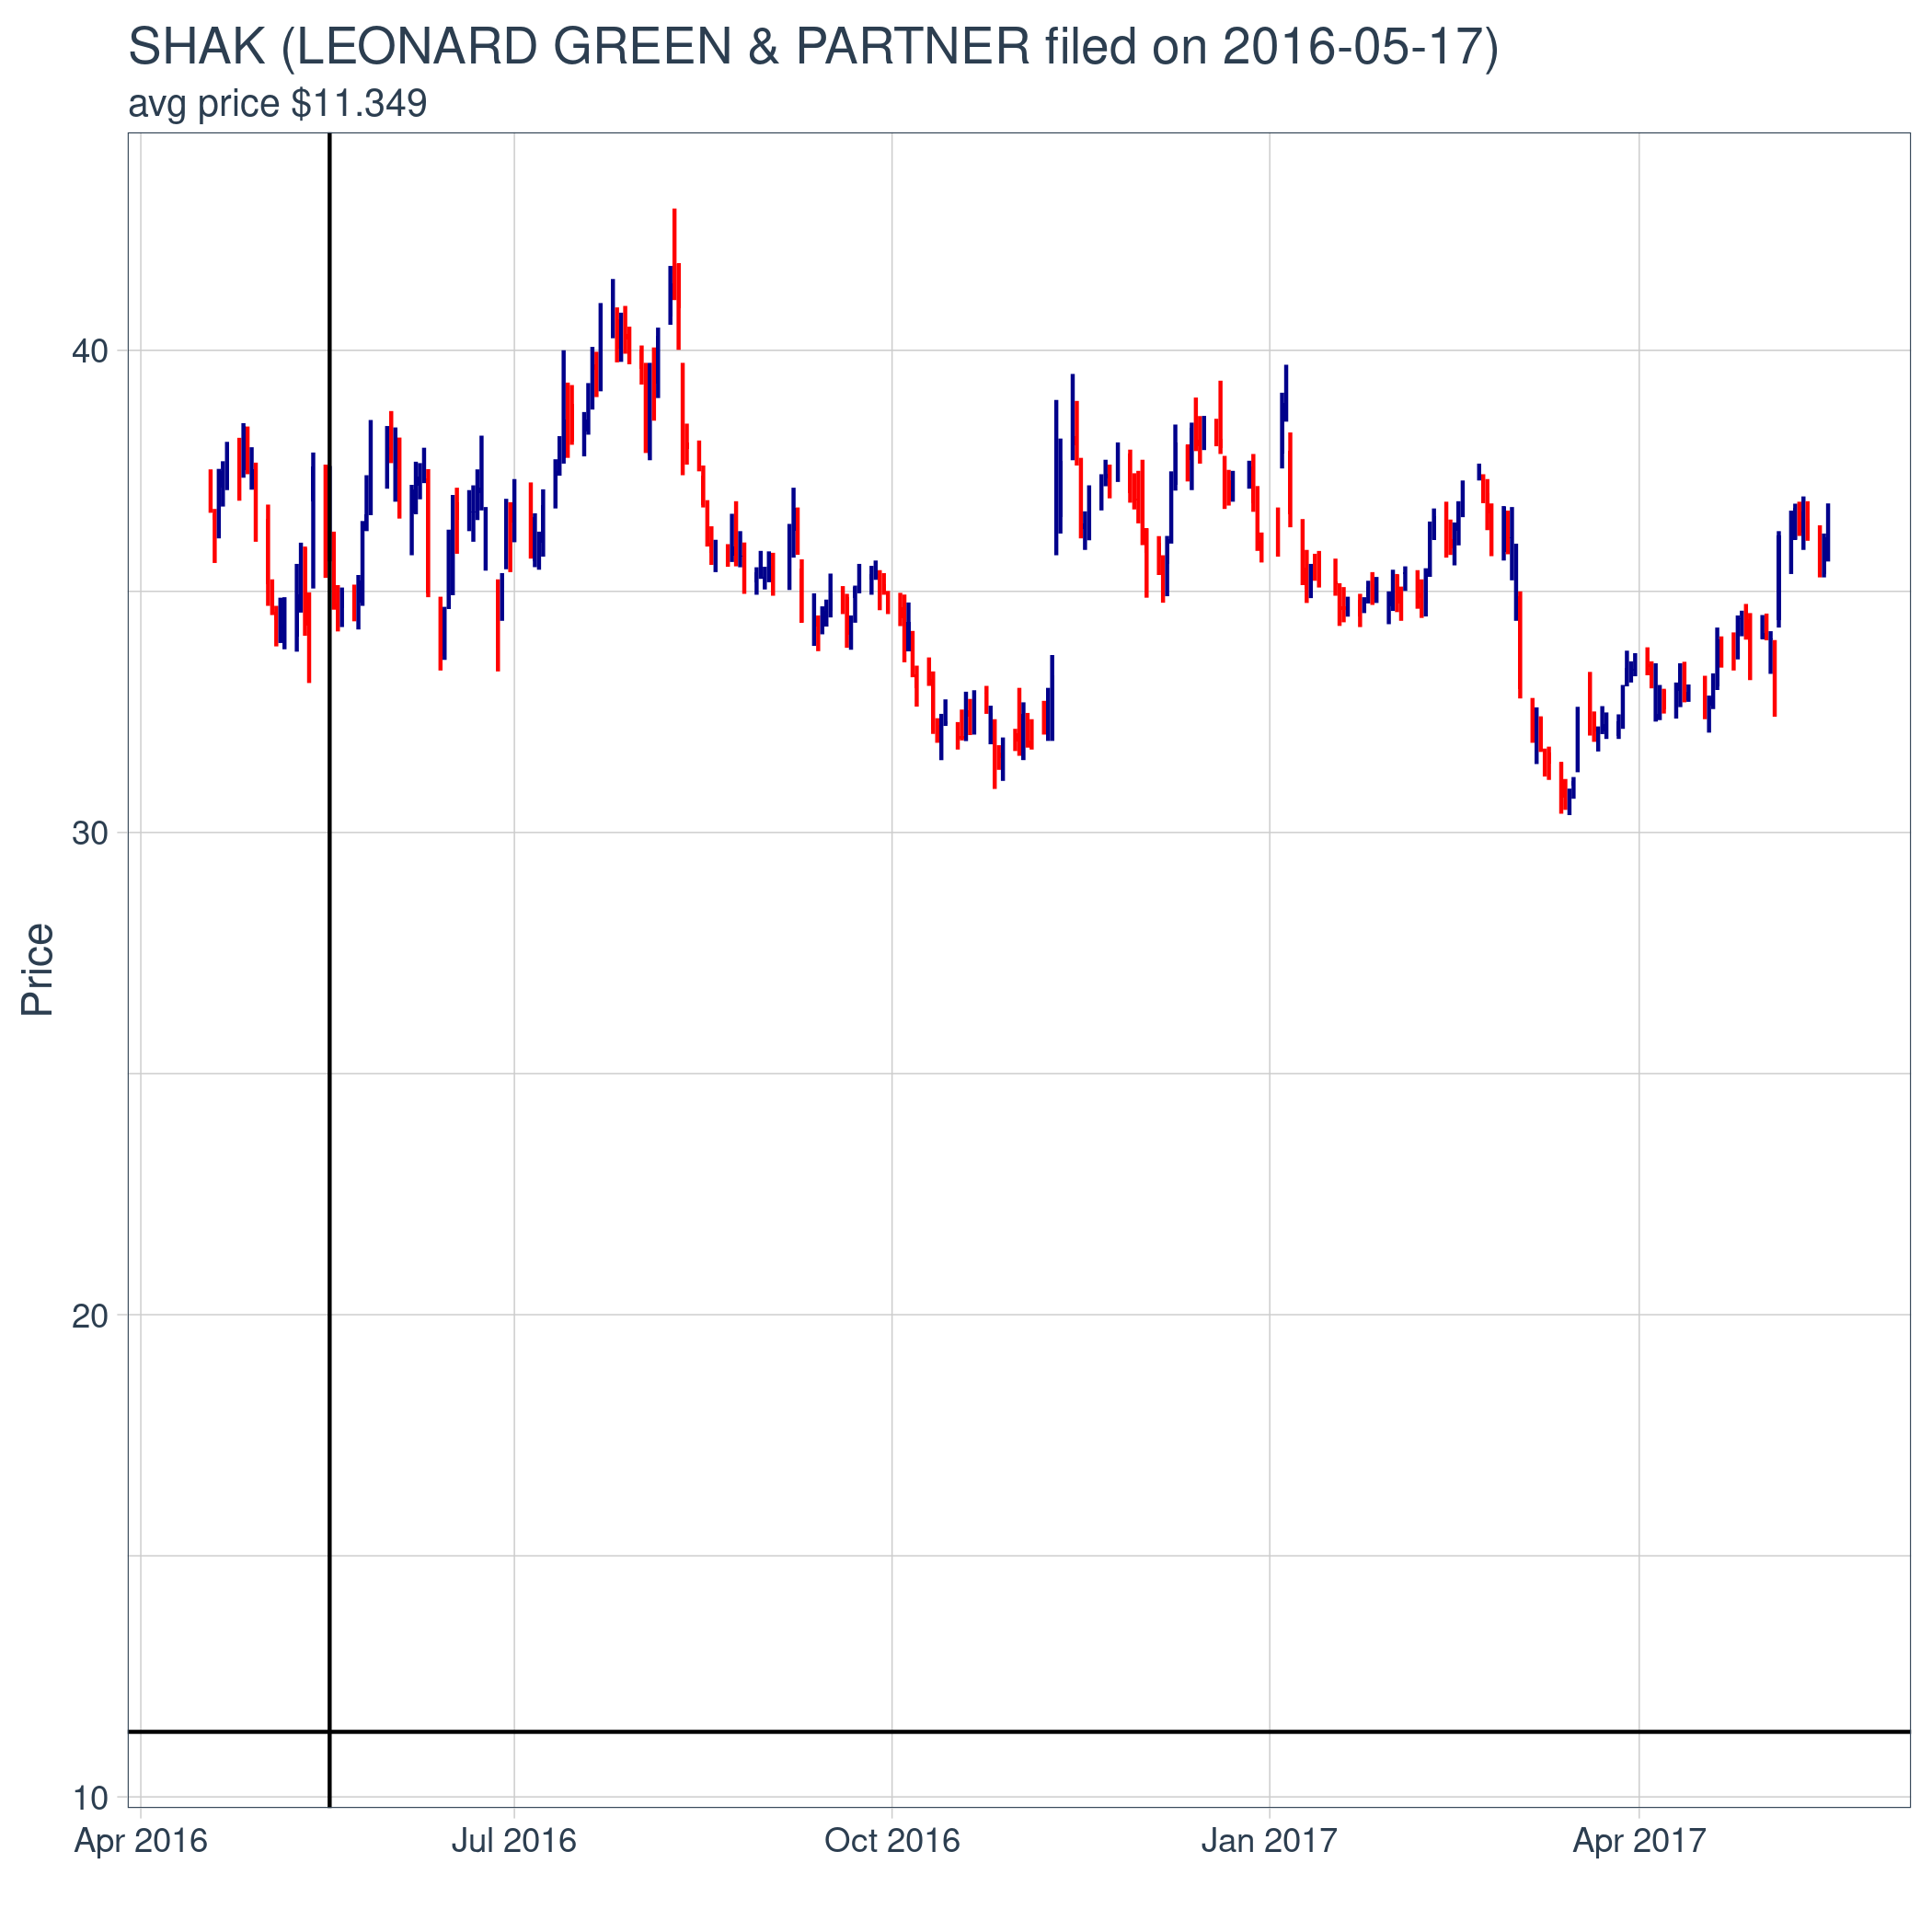 SHAK (LEONARD GREEN & PARTNER filed on 2016-05-17)
avg price $11.349
Price
40
30
20
10
Apr 2016
Jul 2016
Oct 2016
Jan 2017
Apr 2017